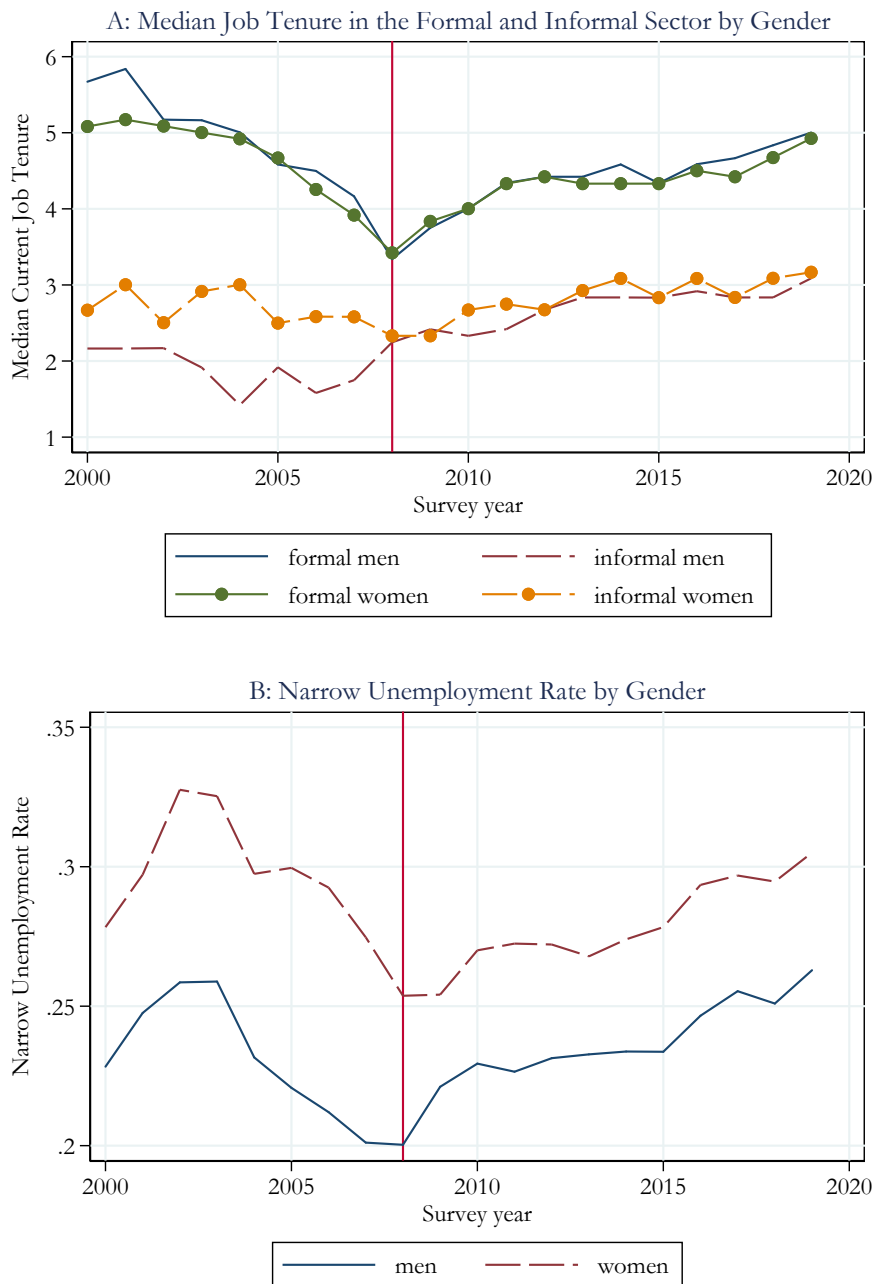 A: Median Job Tenure in the Formal and Informal Sector by Gender
Median Current Job Tenure
6
5
4
3
2
1
2000 2005 2010 2015 2020
Survey year
formal men informal men
formal women informal women
B: Narrow Unemployment Rate by Gender
Narrow Unemployment Rate
.35
.3
.25
.2
2000 2005 2010 2015 2020
Survey year
men women